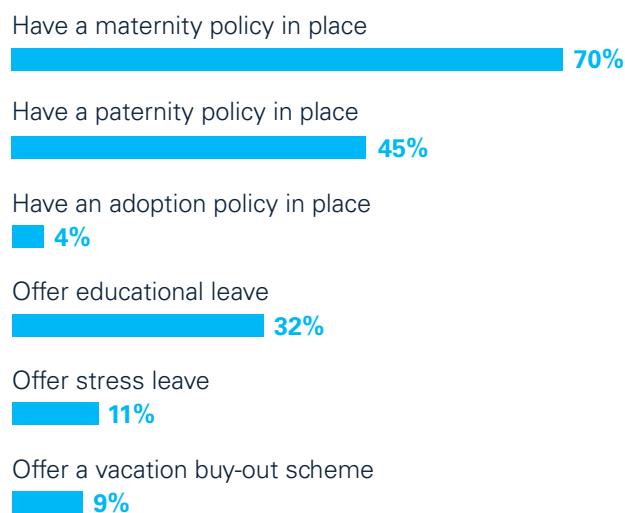 Have a maternity policy in place
70%
Have a paternity policy in place
45%
Have an adoption policy in place
4%
Offer educational leave
32%
Offer stress leave
11%
Offer a vacation buy-out scheme
9%